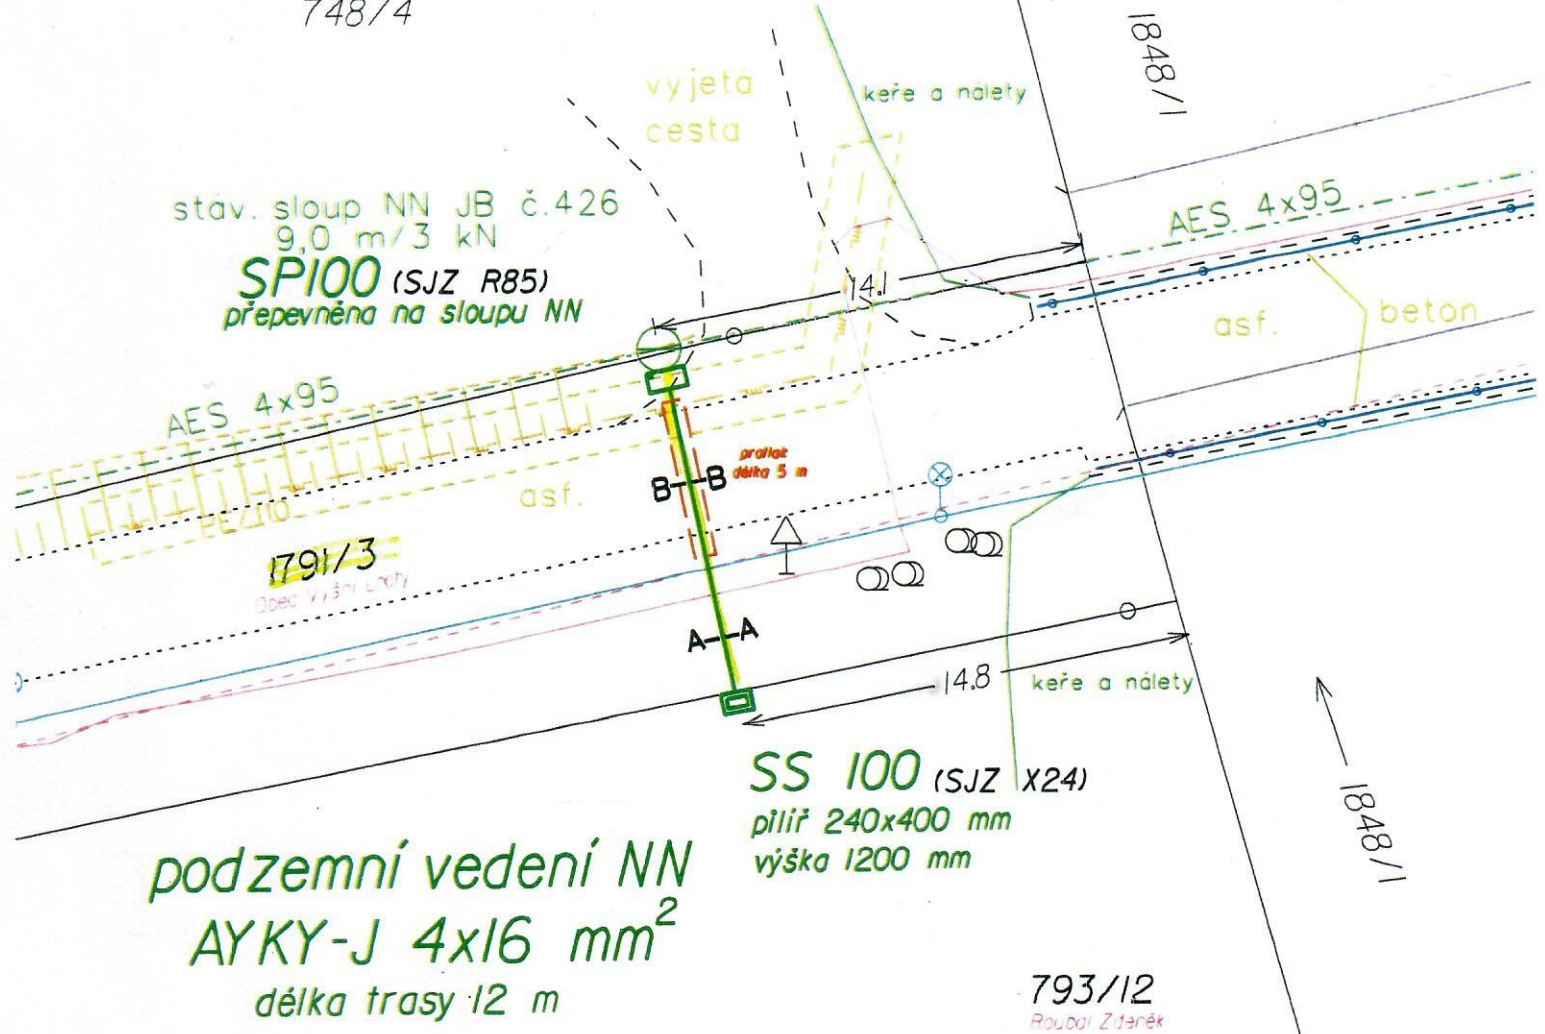 748/4
1848/1
vyjetá
cesta
keře a nálety
stáv. sloup NN JB č.426
9,0 m/3 kN
SP100 (SJZ R85)
přepevněna na sloupu NN
AES 4x95
14.1
asf.
beton
AES 4x95
protlak
délka 5 m
B B
asf.
PE/110
1791/3
Obec Vyšní Lhoty
A A
14.8
keře a nálety
SS 100 (SJZ X24)
pilíř 240x400 mm
výška 1200 mm
1848/1
podzemní vedení NN
AYKY-J 4x16 mm²
délka trasy 12 m
793/12
Roubal Zdeněk